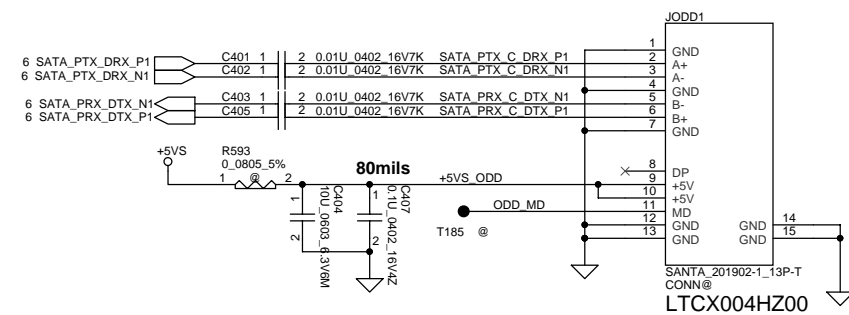 JODD1
1 GND
6 SATA_PTX_DRX_P1 C401 1 2 0.01U_0402_16V7K SATA_PTX_C_DRX_P1 2 A+
6 SATA_PTX_DRX_N1 C402 1 2 0.01U_0402_16V7K SATA_PTX_C_DRX_N1 3 A-
4 GND
6 SATA_PRX_DTX_N1 C403 1 2 0.01U_0402_16V7K SATA_PRX_C_DTX_N1 5 B-
6 SATA_PRX_DTX_P1 C405 1 2 0.01U_0402_16V7K SATA_PRX_C_DTX_P1 6 B+
7 GND
+5VS
R593
0_0805_5%
@
1 2
80mils
+5VS_ODD
8 DP
9 +5V
10 +5V
ODD_MD 11 MD
T185 @
12 GND
13 GND
GND 14
GND 15
1
2
C404
10U_0603_6.3V6M
1
2
C407
0.1U_0402_16V4Z
SANTA_201902-1_13P-T
CONN@
LTCX004HZ00